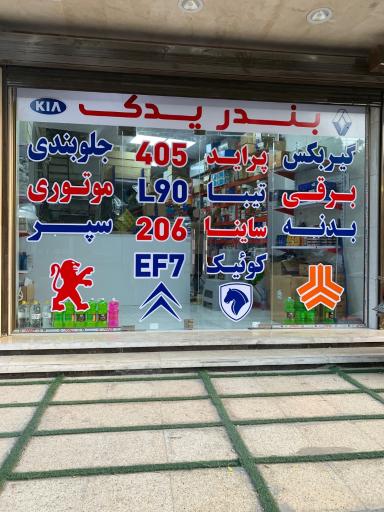 KIA بندر یدک
گیربکس پراید 405 جلوبندی
برقی تیبا L90 موتوری
بدنه ساینا 206 سپر
کوئیک EF7